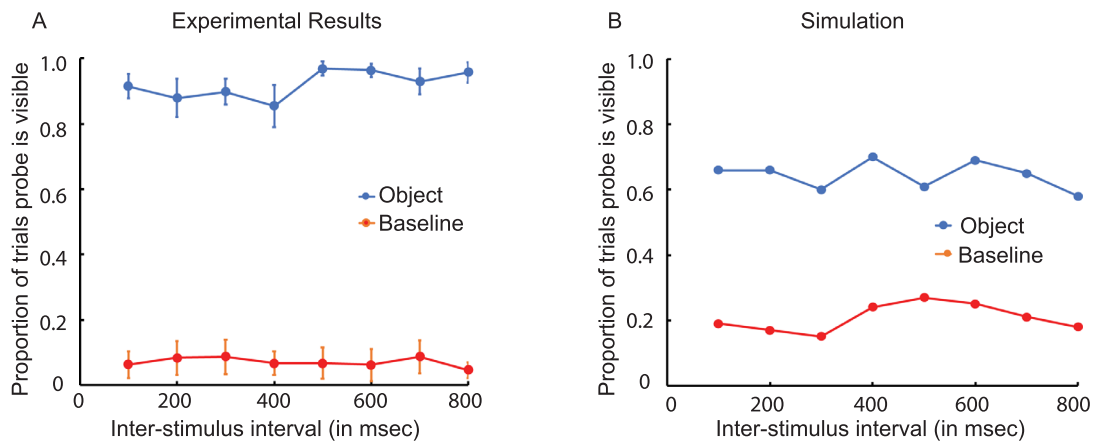 A
Experimental Results
Proportion of trials probe is visible
1.0
0.8
0.6
0.4
0.2
0
Object
Baseline
0
200
400
600
800
Inter-stimulus interval (in msec)
B
Simulation
Proportion of trials probe is visible
1.0
0.8
0.6
0.4
0.2
0
Object
Baseline
0
200
400
600
800
Inter-stimulus interval (in msec)